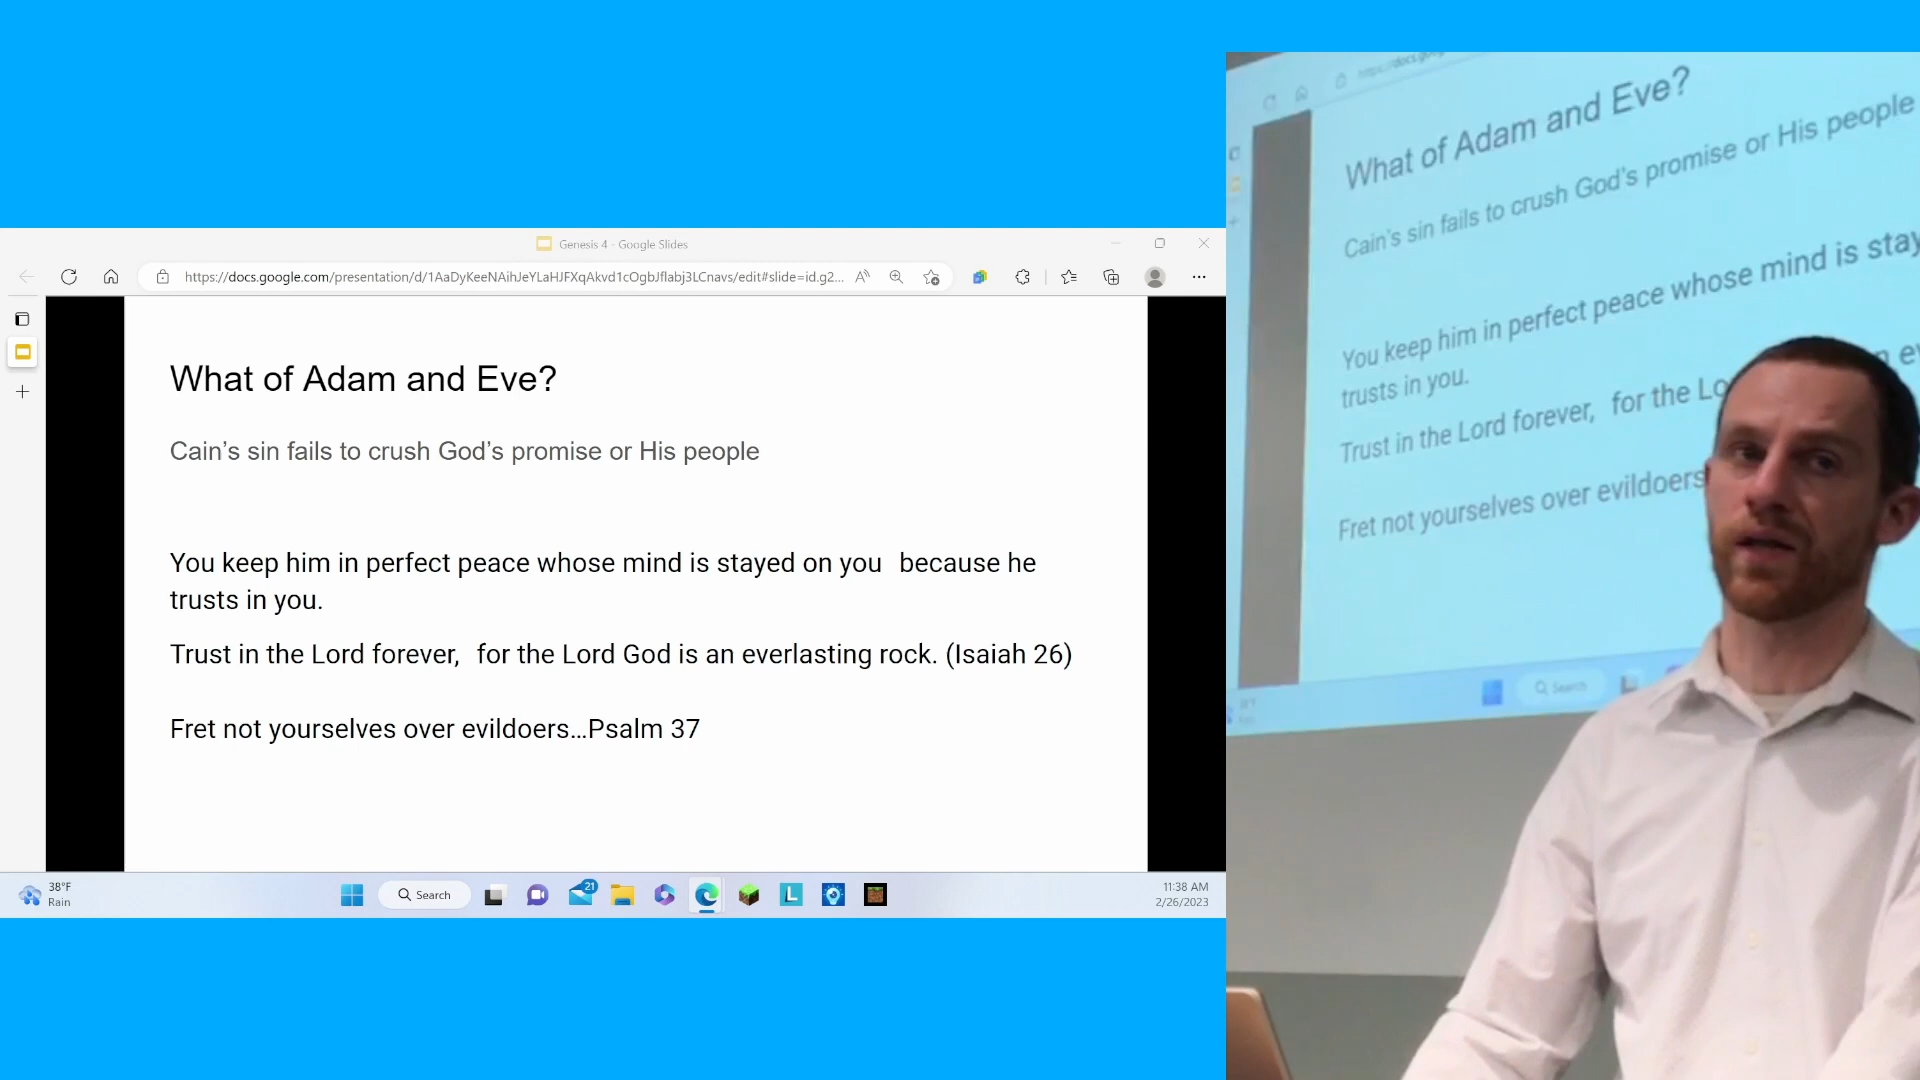 Genesis 4 - Google Slides
https://docs.google.com/presentation/d/1AaDyKeeNAihJeYLaHJFXqAkvd1cOgbJflabj3LCnavs/edit#slide=id.g2...
What of Adam and Eve?
Cain's sin fails to crush God's promise or His people
You keep him in perfect peace whose mind is stayed on you because he
trusts in you.
Trust in the Lord forever, for the Lord God is an everlasting rock. (Isaiah 26)
Fret not yourselves over evildoers...Psalm 37
38°F
Rain
Search
21
L
11:38 AM
2/26/2023
What of Adam and Eve?
Cain's sin fails to crush God's promise or His people
You keep him in perfect peace whose mind is stay
trusts in you.
Trust in the Lord forever, for the Lo
Fret not yourselves over evildoers
Search